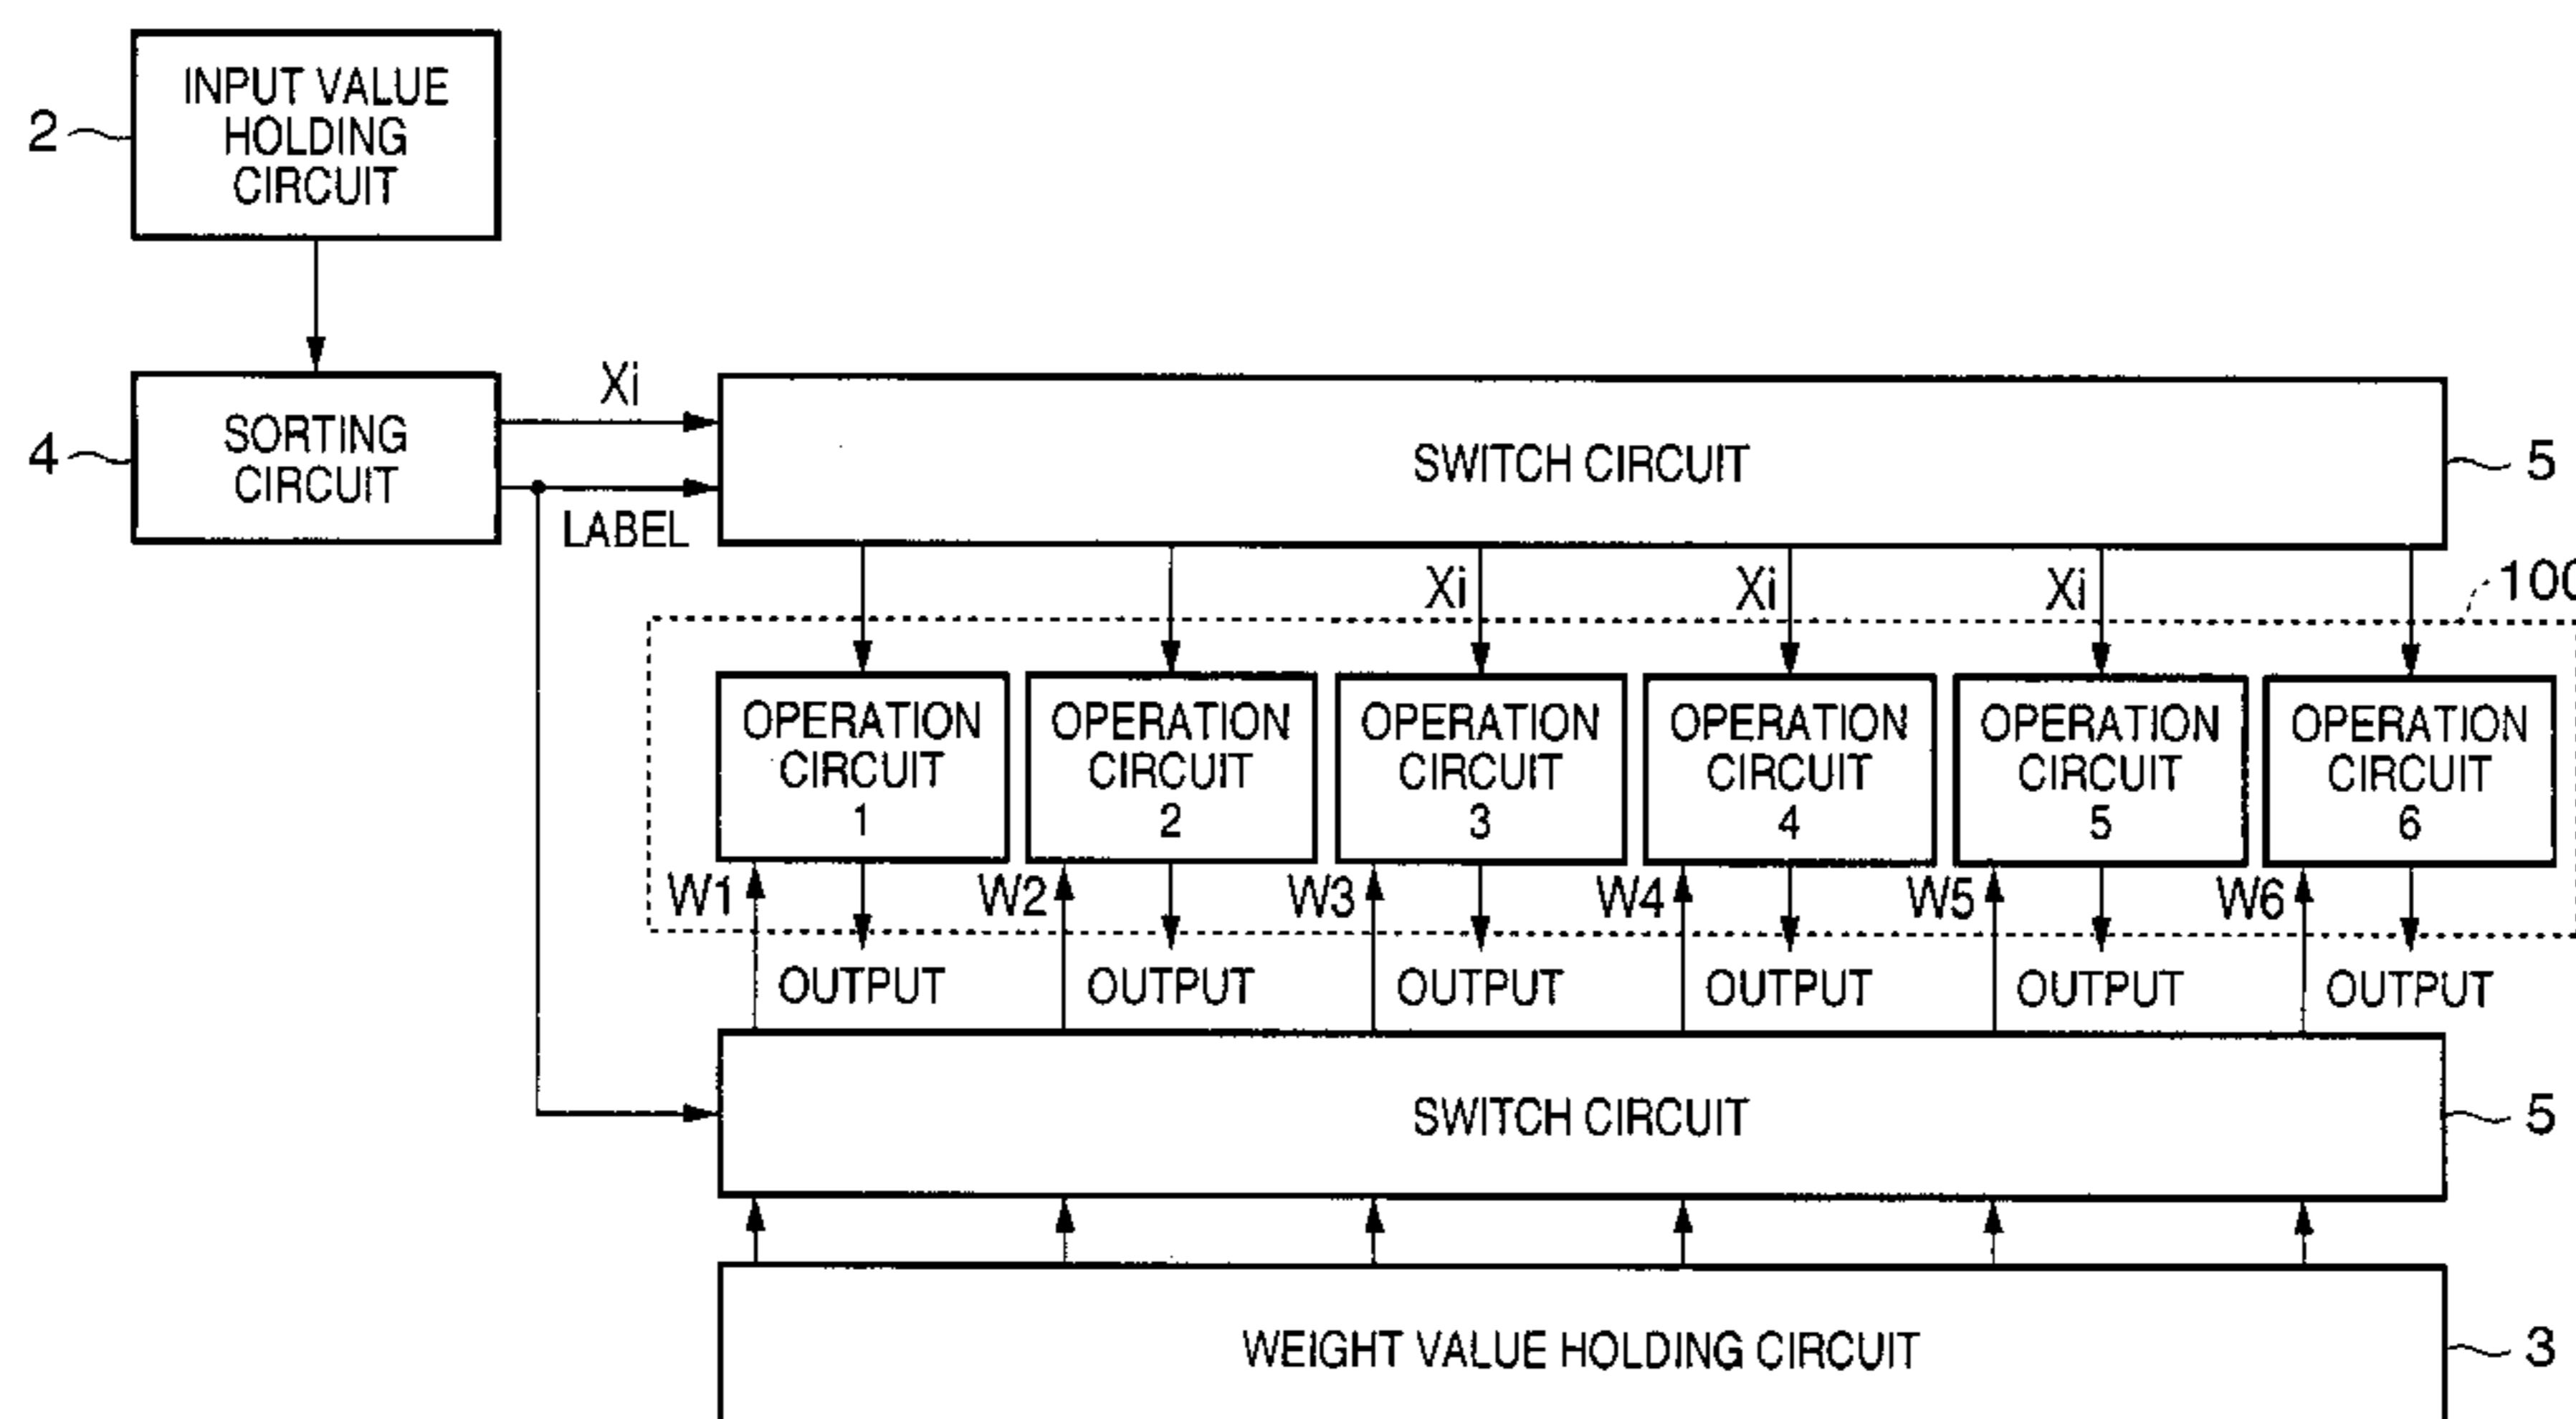 INPUT VALUE
HOLDING
CIRCUIT
2
SORTING
CIRCUIT
4
Xi
LABEL
SWITCH CIRCUIT
5
Xi
Xi
Xi
100
OPERATION
CIRCUIT
1
OPERATION
CIRCUIT
2
OPERATION
CIRCUIT
3
OPERATION
CIRCUIT
4
OPERATION
CIRCUIT
5
OPERATION
CIRCUIT
6
W1
W2
W3
W4
W5
W6
OUTPUT
OUTPUT
OUTPUT
OUTPUT
OUTPUT
OUTPUT
SWITCH CIRCUIT
5
WEIGHT VALUE HOLDING CIRCUIT
3